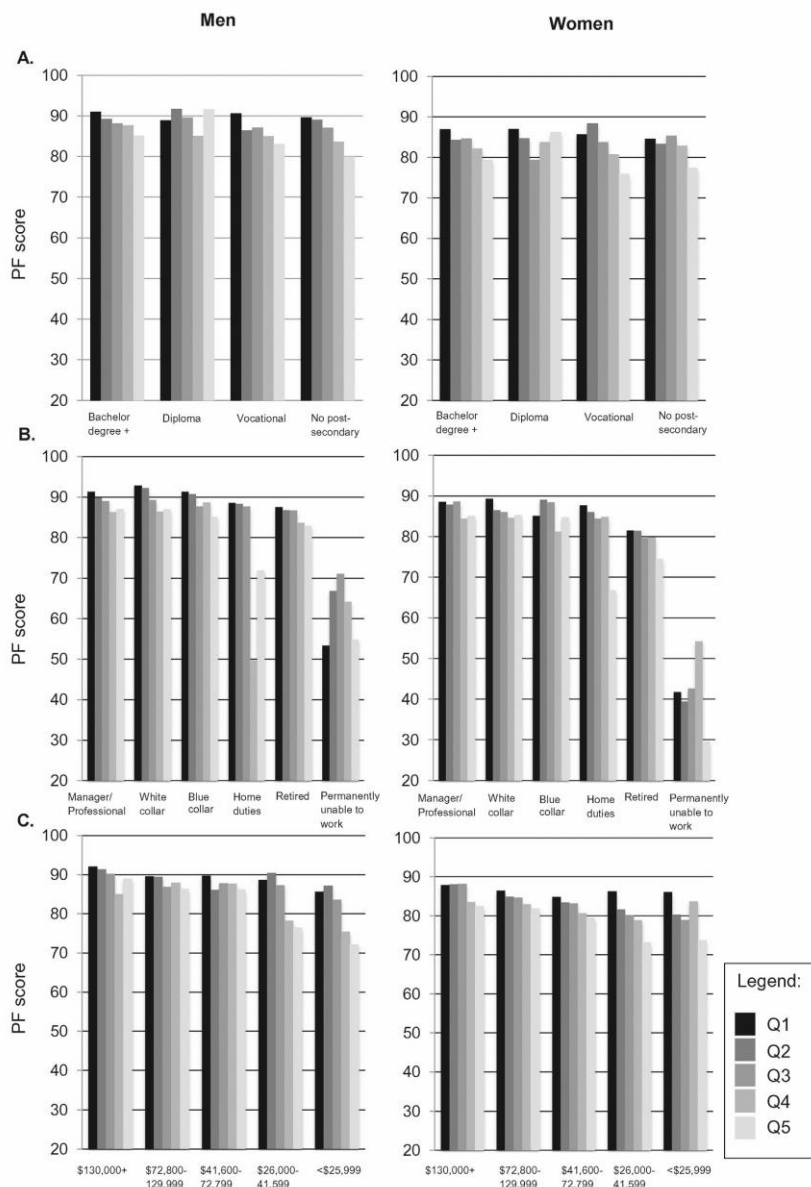 Men
Women
A.
PF score
100
90
80
70
60
50
40
30
20
Bachelor degree +
Diploma
Vocational
No post-secondary
100
90
80
70
60
50
40
30
20
Bachelor degree +
Diploma
Vocational
No post-secondary
B.
PF score
100
90
80
70
60
50
40
30
20
Manager/ Professional
White collar
Blue collar
Home duties
Retired
Permanently unable to work
100
90
80
70
60
50
40
30
20
Manager/ Professional
White collar
Blue collar
Home duties
Retired
Permanently unable to work
C.
PF score
100
90
80
70
60
50
40
30
20
$130,000+
$72,800-129,999
$41,600-72,799
$26,000-41,599
<$25,999
100
90
80
70
60
50
40
30
20
$130,000+
$72,800-129,999
$41,600-72,799
$26,000-41,599
<$25,999
Legend:
Q1
Q2
Q3
Q4
Q5